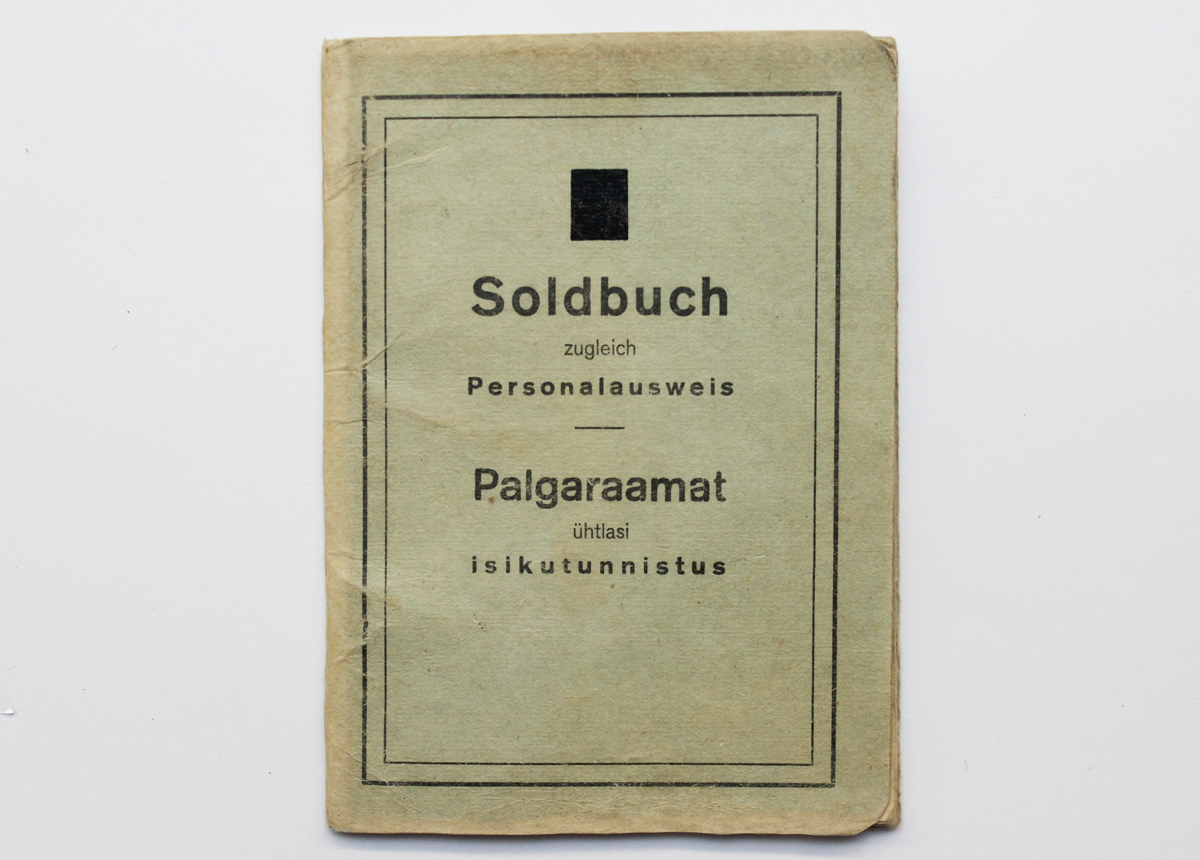 Soldbuch
zugleich
Personalausweis
Palgaraamat
ühtlasi
isikutunnistus